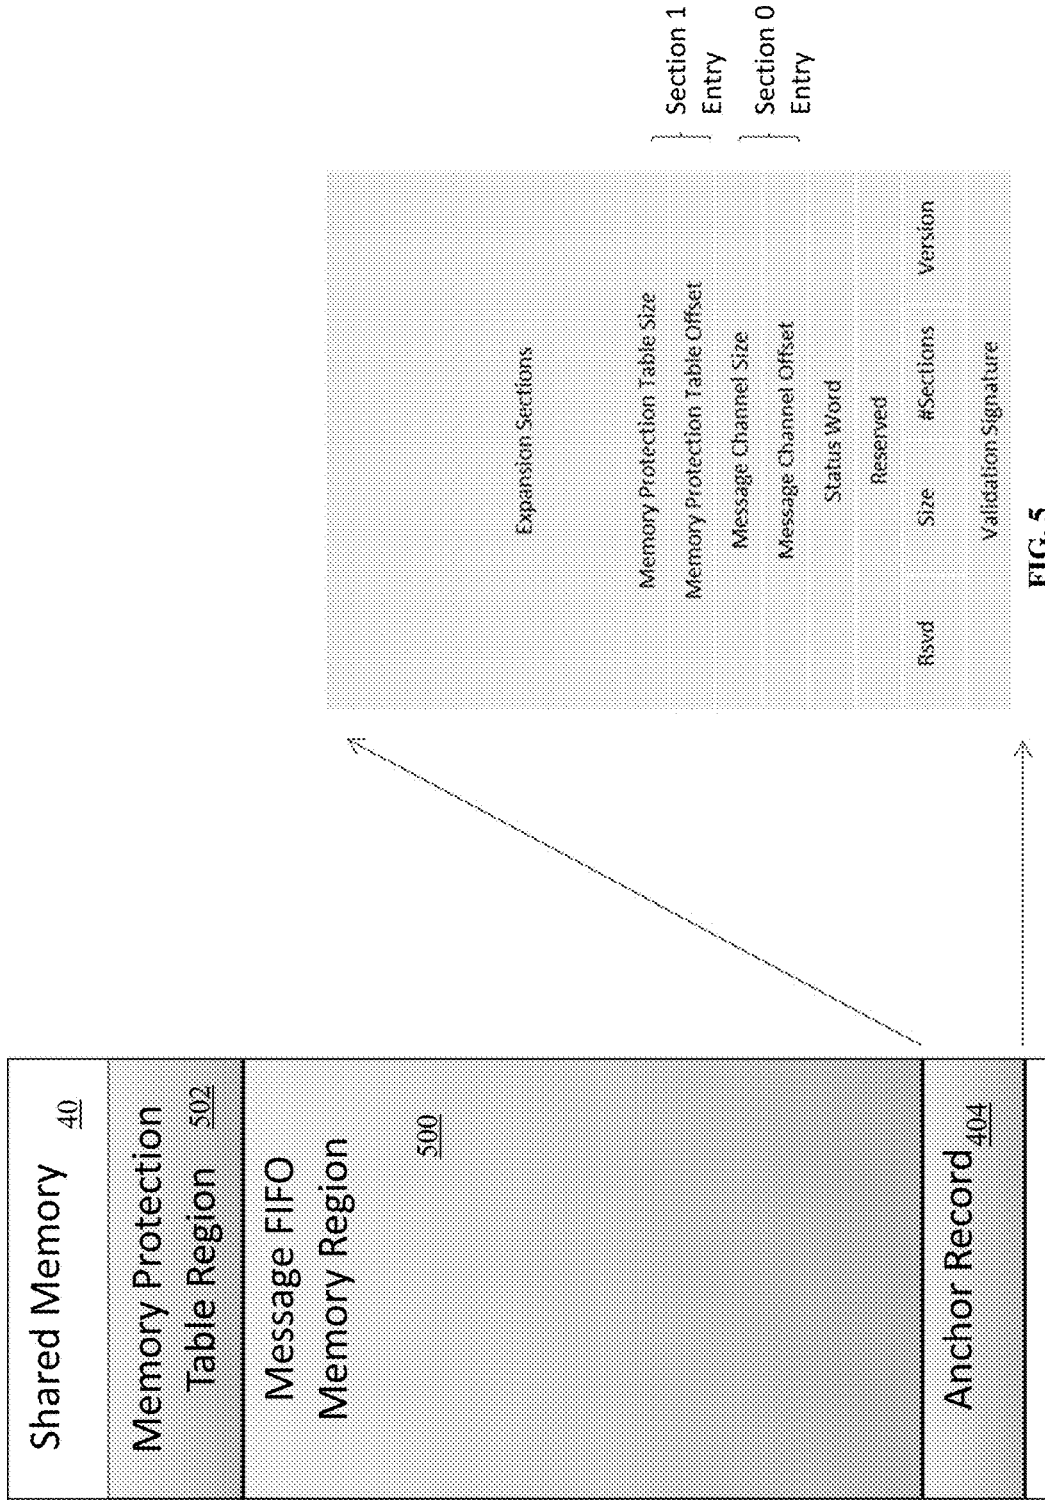 Shared Memory
40
Memory Protection
Table Region 502
Message FIFO
Memory Region
500
Anchor Record
404
Expansion Sections
Memory Protection Table Size
Memory Protection Table Offset
Message Channel Size
Message Channel Offset
Status Word
Reserved
Rsvd Size #Sections Version
Validation Signature
Section 1
Entry
Section 0
Entry
FIG. 5